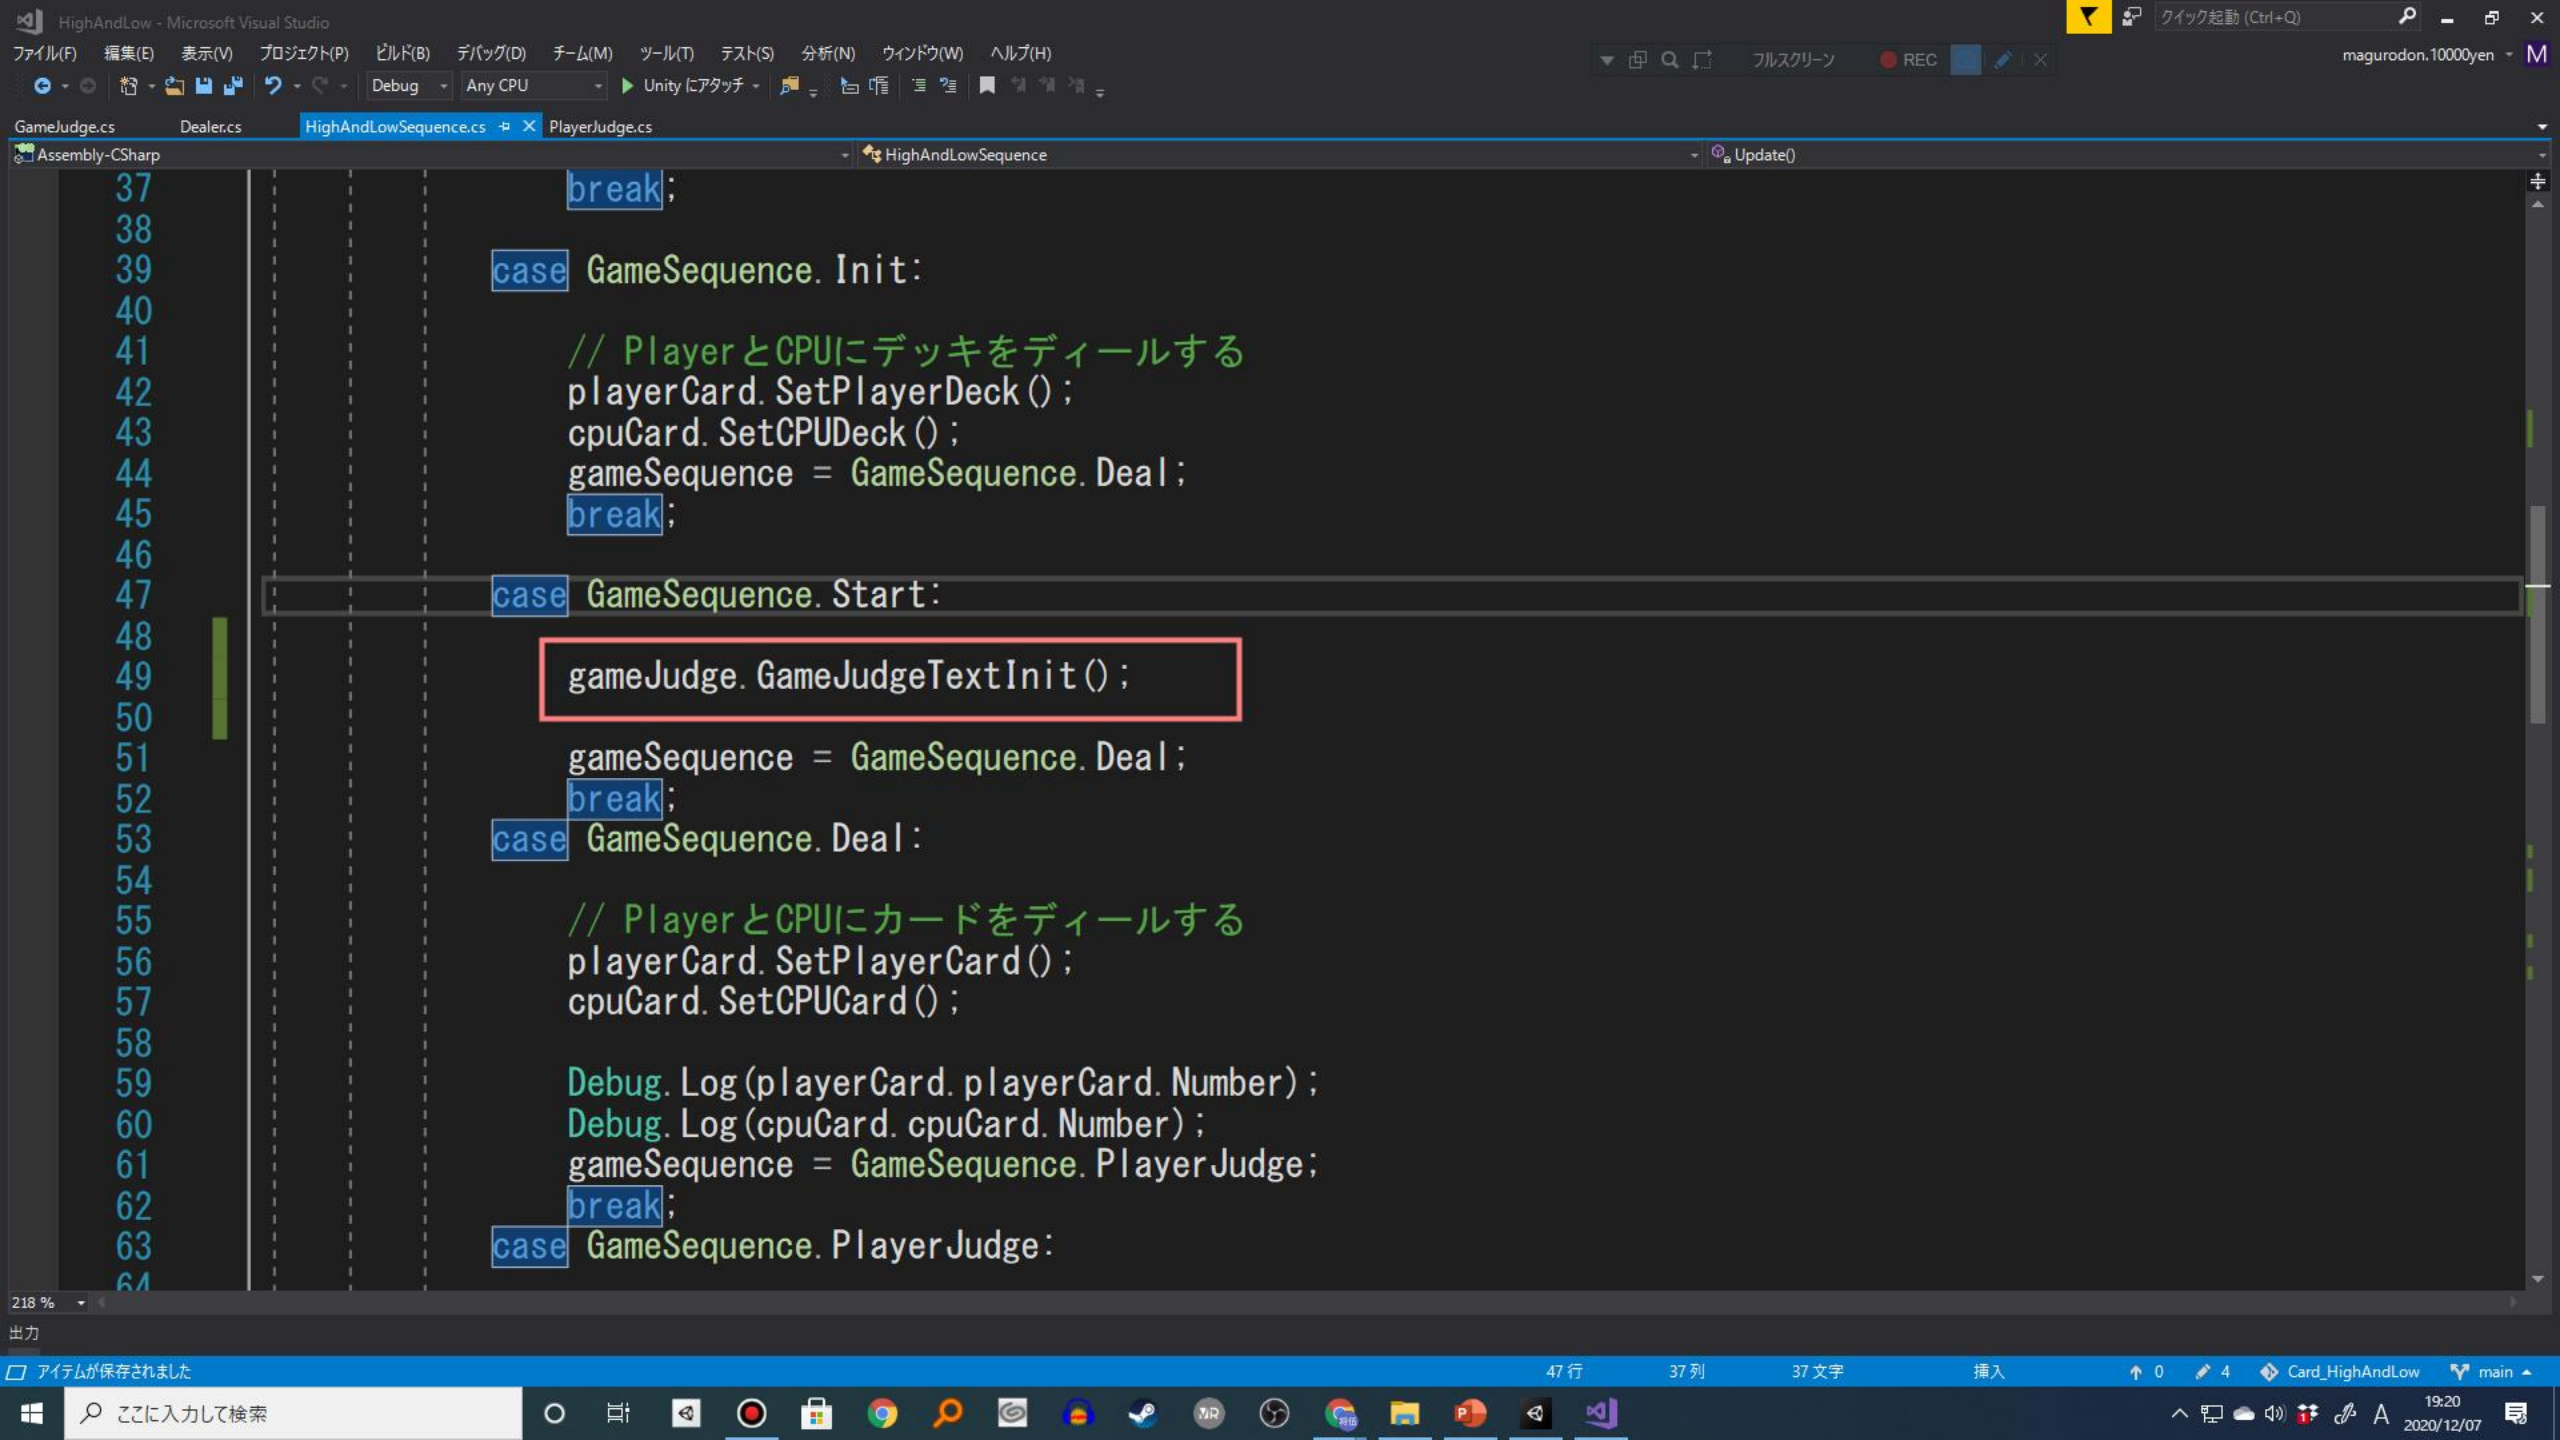 HighAndLow - Microsoft Visual Studio
クイック起動 (Ctrl+Q)
ファイル(F) 編集(E) 表示(V) プロジェクト(P) ビルド(B) デバッグ(D) チーム(M) ツール(T) テスト(S) 分析(N) ウィンドウ(W) ヘルプ(H)
フルスクリーン REC
magurodon.10000yen M
Debug Any CPU Unity にアタッチ
GameJudge.cs Dealer.cs HighAndLowSequence.cs PlayerJudge.cs
Assembly-CSharp HighAndLowSequence Update()
37 break;
38
39 case GameSequence.Init:
40
41 // PlayerとCPUにデッキをディールする
42 playerCard.SetPlayerDeck();
43 cpuCard.SetCPUDeck();
44 gameSequence = GameSequence.Deal;
45 break;
46
47 case GameSequence.Start:
48
49 gameJudge.GameJudgeTextInit();
50
51 gameSequence = GameSequence.Deal;
52 break;
53 case GameSequence.Deal:
54
55 // PlayerとCPUにカードをディールする
56 playerCard.SetPlayerCard();
57 cpuCard.SetCPUCard();
58
59 Debug.Log(playerCard.playerCard.Number);
60 Debug.Log(cpuCard.cpuCard.Number);
61 gameSequence = GameSequence.PlayerJudge;
62 break;
63 case GameSequence.PlayerJudge:
64
218 %
出力
アイテムが保存されました 47 行 37 列 37 文字 挿入 0 4 Card_HighAndLow main
ここに入力して検索 A 19:20
2020/12/07